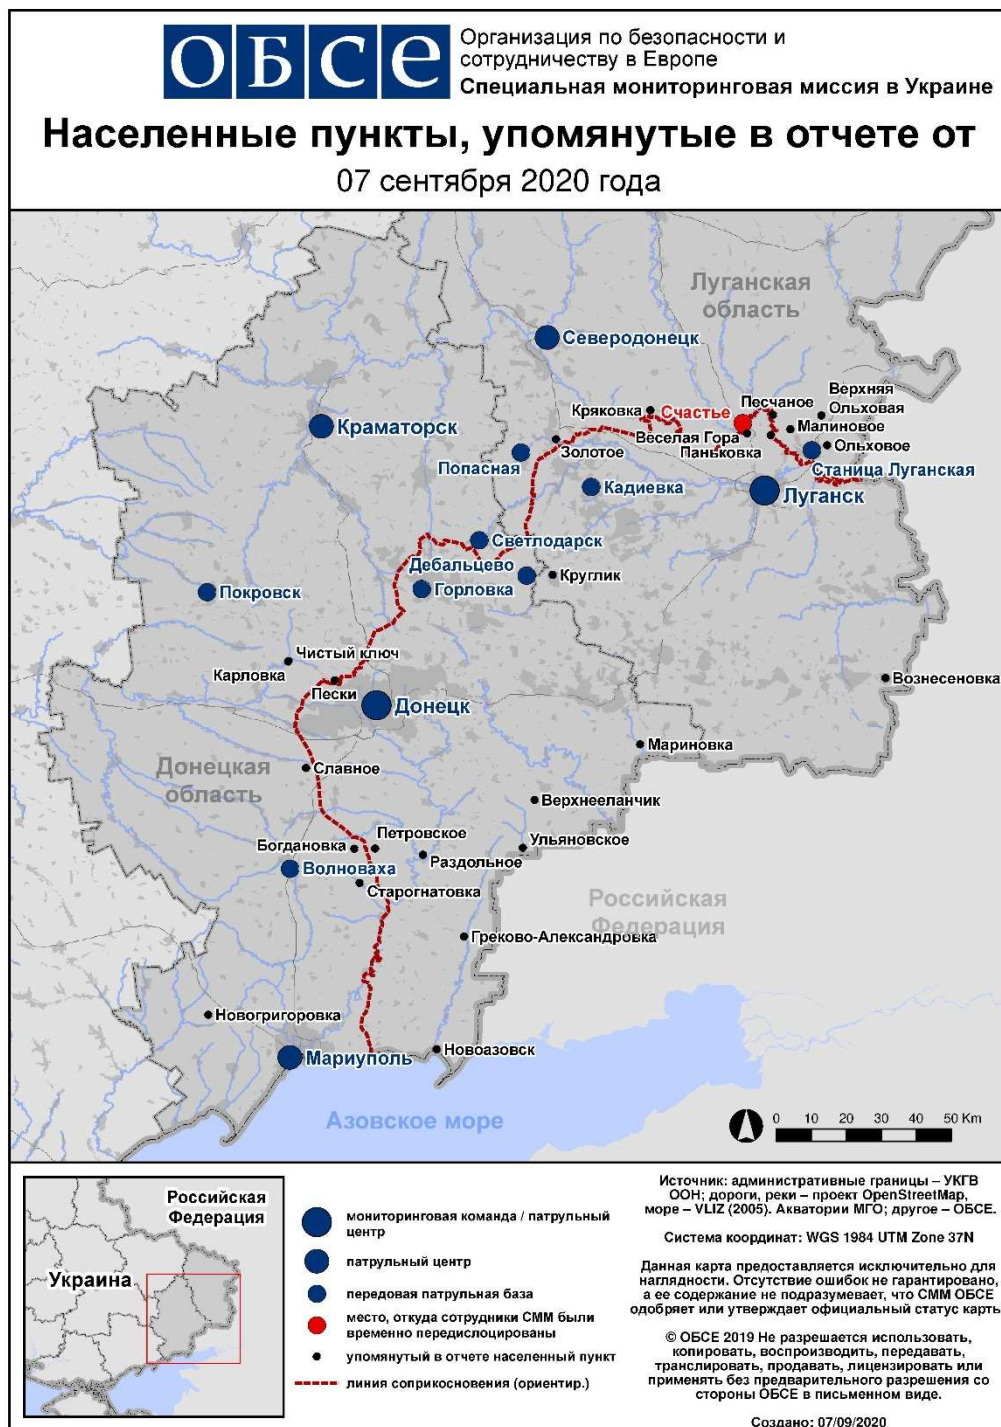 ОБСЕ
Организация по безопасности и
сотрудничеству в Европе
Специальная мониторинговая миссия в Украине
Населенные пункты, упомянутые в отчете от
07 сентября 2020 года
Луганская
область
Северодонецк
Верхняя
Ольховая
Песчаное
Кряковка
Счастье
Малиновое
Краматорск
Веселая Гора
Ольховое
Золотое
Паньковка
Попасная
Станица Луганская
Кадиевка
Луганск
Светлодарск
Дебальцево
Круглик
Покровск
Горловка
Чистый ключ
Карловка
Вознесеновка
Пески
Донецк
Мариновка
Донецкая
область
Славное
Верхнееланчик
Петровское
Богдановка
Ульяновское
Раздольное
Волноваха
Старогнатовка
Российская
Федерация
Греково-Александровка
Новогригоровка
Новоазовск
Мариуполь
Азовское море
0 10 20 30 40 50 Km
Российская
Федерация
Украина
мониторинговая команда / патрульный
центр
патрульный центр
передовая патрульная база
место, откуда сотрудники СММ были
временно передислоцированы
упомянутый в отчете населенный пункт
линия соприкосновения (ориентир.)
Источник: административные границы – УКГВ
ООН; дороги, реки – проект OpenStreetMap,
море – VLIZ (2005). Акватории МГО; другое – ОБСЕ.
Система координат: WGS 1984 UTM Zone 37N
Данная карта предоставляется исключительно для
наглядности. Отсутствие ошибок не гарантировано,
а ее содержание не подразумевает, что СММ ОБСЕ
одобряет или утверждает официальный статус карты.
© ОБСЕ 2019 Не разрешается использовать,
копировать, воспроизводить, передавать,
транслировать, продавать, лицензировать или
применять без предварительного разрешения со
стороны ОБСЕ в письменном виде.
Создано: 07/09/2020